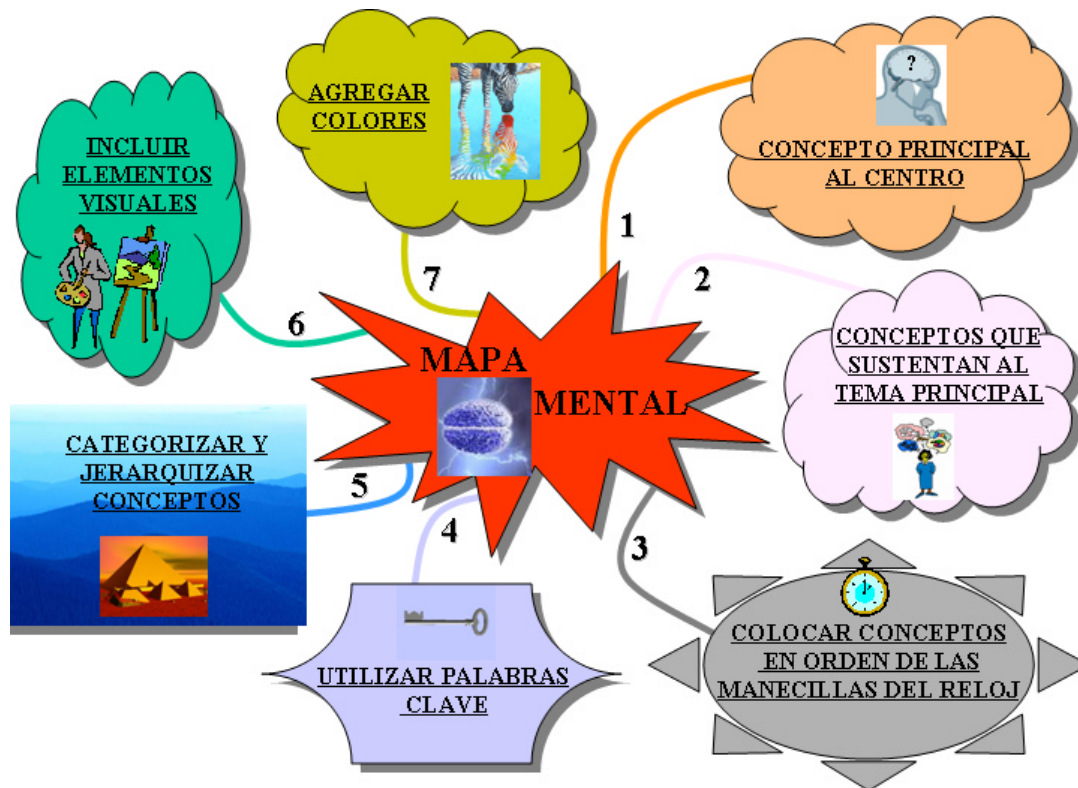 MAPA
MENTAL
1
?
CONCEPTO PRINCIPAL
AL CENTRO
2
CONCEPTOS QUE
SUSTENTAN AL
TEMA PRINCIPAL
3
COLOCAR CONCEPTOS
EN ORDEN DE LAS
MANECILLAS DEL RELOJ
4
UTILIZAR PALABRAS
CLAVE
5
CATEGORIZAR Y
JERARQUIZAR
CONCEPTOS
6
INCLUIR
ELEMENTOS
VISUALES
7
AGREGAR
COLORES